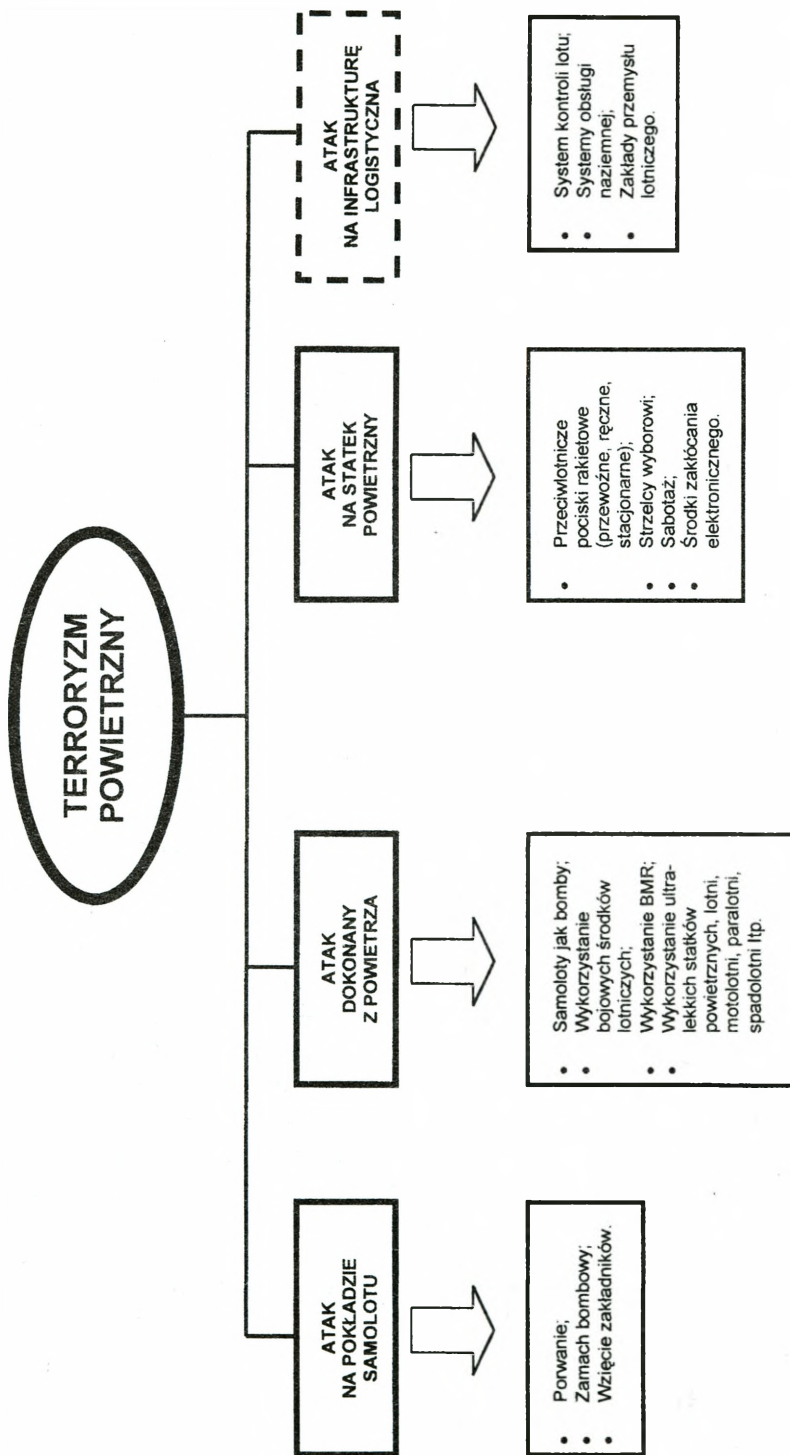 TERRORYZM
POWIETRZNY
ATAK
NA POKŁADZIE
SAMOLOTU
• Porwanie;
• Zamach bombowy;
• Wzięcie zakładników.
ATAK
DOKONANY
Z POWIETRZA
• Samoloty jak bomby;
• Wykorzystanie
bojowych środków
lotniczych;
• Wykorzystanie BMR;
• Wykorzystanie ultra-
lekkich statków
powietrznych, lotni,
motolotni, paralotni,
spadolotni Itp.
ATAK
NA STATEK
POWIETRZNY
• Przeciwlotnicze
pociski rakietowe
(przewoźne, ręczne,
stacjonarne);
• Strzelcy wyborowi;
• Sabotaż;
• Środki zakłócania
elektronicznego.
ATAK
NA INFRASTRUKTURĘ
LOGISTYCZNA
• System kontroli lotu;
• Systemy obsługi
naziemnej;
• Zakłady przemysłu
lotniczego.